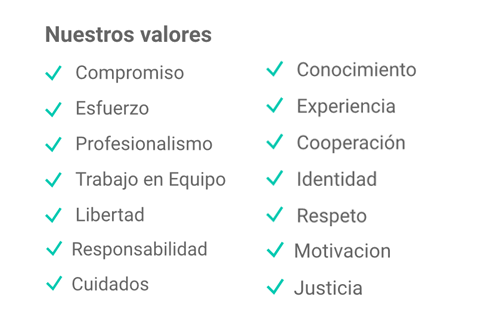 Nuestros valores
Compromiso
Esfuerzo
Profesionalismo
Trabajo en Equipo
Libertad
Responsabilidad
Cuidados
Conocimiento
Experiencia
Cooperación
Identidad
Respeto
Motivacion
Justicia